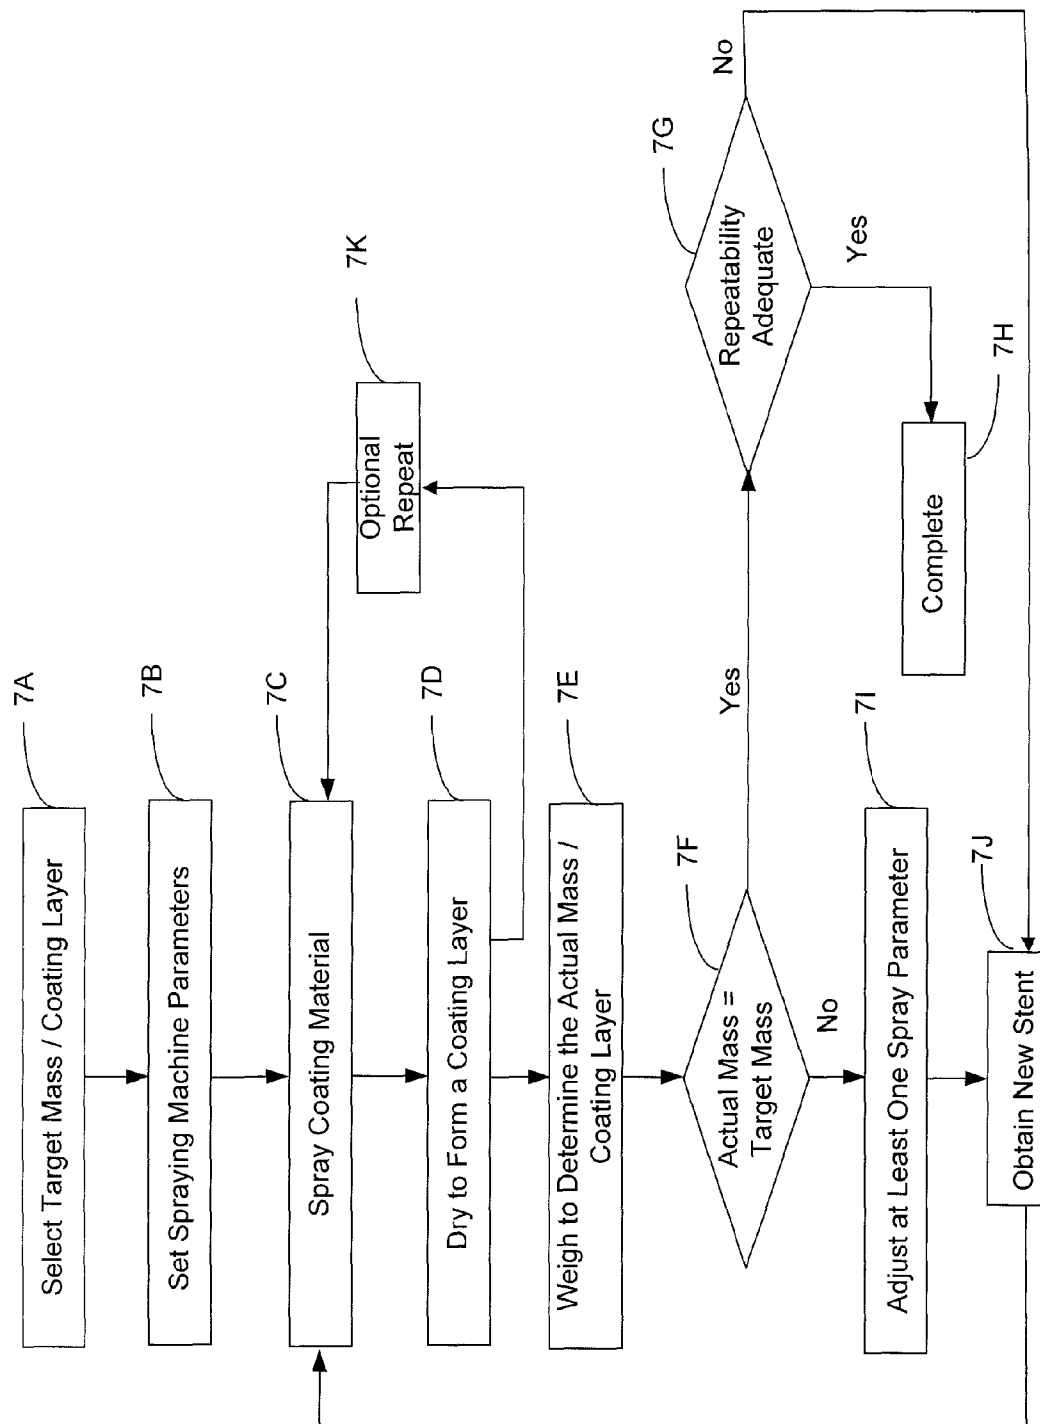 7A
Select Target Mass / Coating Layer
7B
Set Spraying Machine Parameters
7C
Spray Coating Material
7K
Optional
Repeat
7D
Dry to Form a Coating Layer
7E
Weigh to Determine the Actual Mass /
Coating Layer
7F
Actual Mass =
Target Mass
Yes
No
7G
Repeatability
Adequate
No
Yes
7H
Complete
7I
Adjust at Least One Spray Parameter
7J
Obtain New Stent